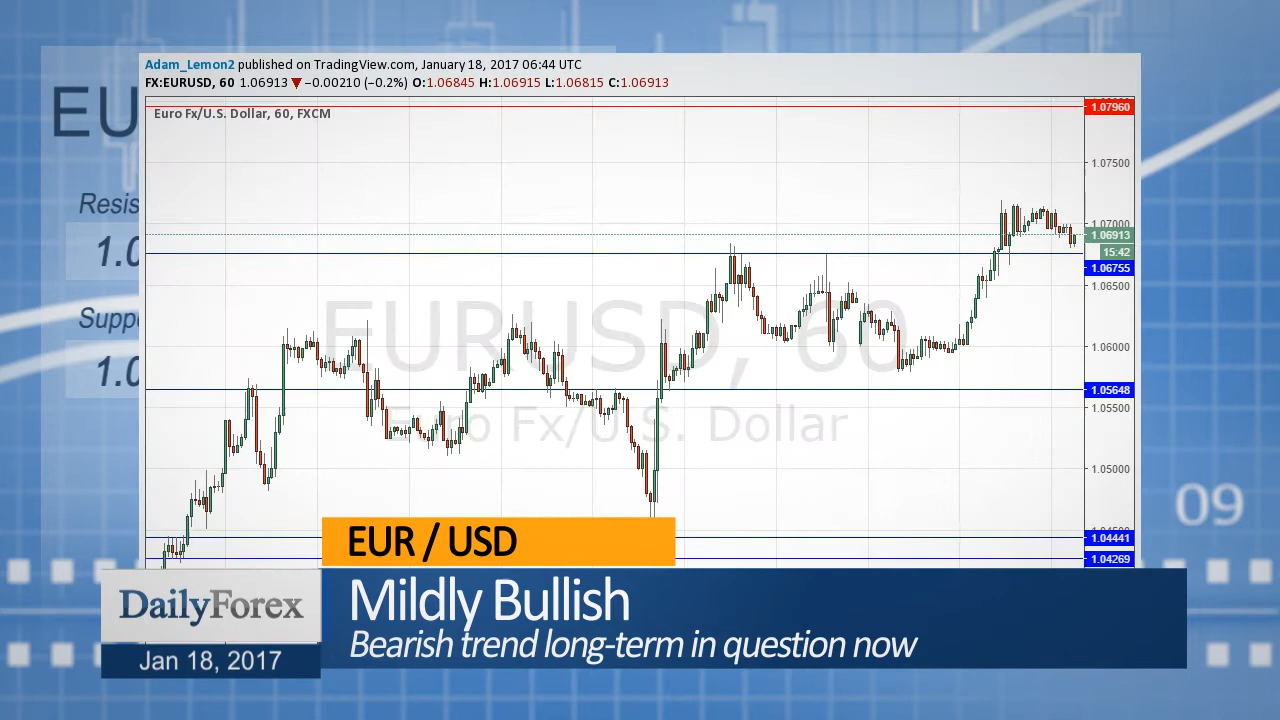 Adam_Lemon2 published on TradingView.com, January 18, 2017 06:44 UTC
FX:EURUSD, 60 1.06913 ▼ −0.00210 (−0.2%) O:1.06845 H:1.06915 L:1.06815 C:1.06913
Euro Fx/U.S. Dollar, 60, FXCM
EURUSD, 60
Euro Fx/U.S. Dollar
1.07960
1.07500
1.07000
1.06913
15:42
1.06755
1.06500
1.06000
1.05648
1.05500
1.05000
1.04441
1.04269
EU
Resis
1.0
Suppo
1.0
09
EUR / USD
Mildly Bullish
Bearish trend long-term in question now
DailyForex
Jan 18, 2017